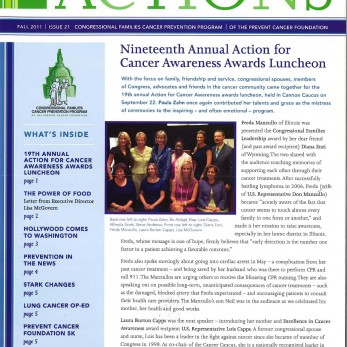 ACTIONS
FALL 2011 | ISSUE 21 | CONGRESSIONAL FAMILIES CANCER PREVENTION PROGRAM | OF THE PREVENT CANCER FOUNDATION
CONGRESSIONAL FAMILIES
CANCER PREVENTION PROGRAM
WHAT'S INSIDE
19TH ANNUAL
ACTION FOR CANCER
AWARENESS AWARDS
LUNCHEON
page 1
THE POWER OF FOOD
Letter from Executive Director
Lisa McGovern
page 2
HOLLYWOOD COMES
TO WASHINGTON
page 3
PREVENTION IN
THE NEWS
page 4
STARK CHANGES
page 5
LUNG CANCER OP-ED
page 5
PREVENT CANCER
FOUNDATION 5K
page 5
Nineteenth Annual Action for
Cancer Awareness Awards Luncheon
With the focus on family, friendship and service, congressional spouses, members
of Congress, advocates and friends in the cancer community came together for the
19th annual Action for Cancer Awareness awards luncheon, held in Cannon Caucus on
September 22. Paula Zahn once again contributed her talents and grace as the mistress
of ceremonies to the inspiring – and often emotional – program.
Freda Manzullo of Illinois was
presented the Congressional Families
Leadership award by her dear friend
(and past award recipient) Diana Enzi
of Wyoming. The two shared with
the audience touching memories of
supporting each other through their
cancer treatments. After successfully
battling lymphoma in 2006, Freda (wife
of U.S. Representative Don Manzullo)
became "scarily aware of the fact that
cancer seems to touch almost every
family in one form or another," and
made it her mission to raise awareness,
especially in her home district in Illinois.
Freda, whose message is one of hope, firmly believes that "early detection is the number one
factor in a patient achieving a favorable outcome."
Freda also spoke movingly about going into cardiac arrest in May – a complication from her
past cancer treatment – and being saved by her husband who was there to perform CPR and
call 911. The Manzullos are urging others to receive the lifesaving CPR training. They are also
speaking out on possible long-term, unanticipated consequences of cancer treatments – such
as the damaged, blocked artery that Freda experienced – and encouraging patients to consult
their health care providers. The Manzullo's son Neil was in the audience as we celebrated his
mother, her health and good works.
Laura Burton Capps was the next speaker – introducing her mother and Excellence in Cancer
Awareness award recipient U.S. Representative Lois Capps. A former congressional spouse
and nurse, Lois has been a leader in the fight against cancer since she became a member of
Congress in 1998. As co-chair of the Cancer Caucus, she is a nationally recognized leader in